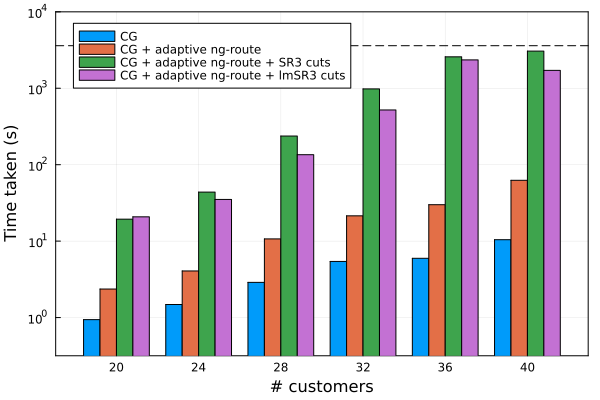 CG
CG + adaptive ng-route
CG + adaptive ng-route + SR3 cuts
CG + adaptive ng-route + lmSR3 cuts
Time taken (s)
10^4
10^3
10^2
10^1
10^0
20 24 28 32 36 40
# customers